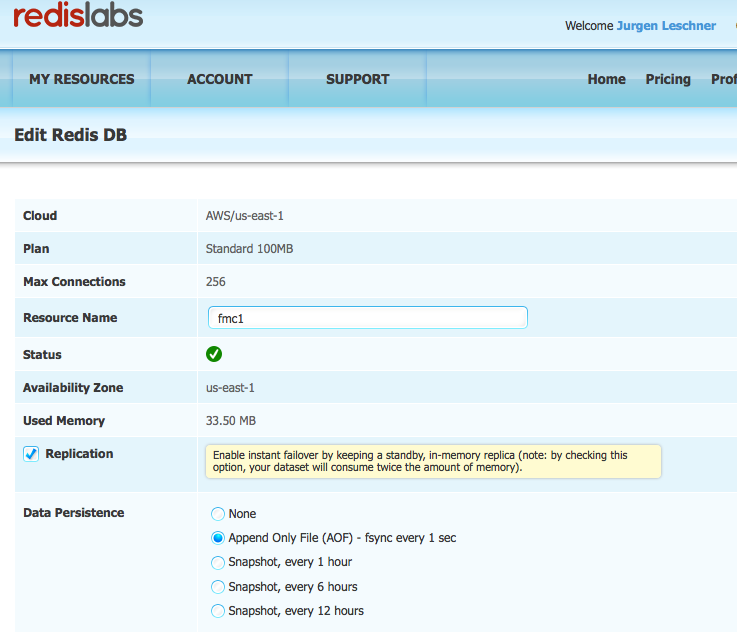 redislabs
Welcome Jurgen Leschner
MY RESOURCES ACCOUNT SUPPORT Home Pricing Prof
Edit Redis DB
Cloud AWS/us-east-1
Plan Standard 100MB
Max Connections 256
Resource Name fmc1
Status
Availability Zone us-east-1
Used Memory 33.50 MB
Replication Enable instant failover by keeping a standby, in-memory replica (note: by checking this
option, your dataset will consume twice the amount of memory).
Data Persistence None
Append Only File (AOF) - fsync every 1 sec
Snapshot, every 1 hour
Snapshot, every 6 hours
Snapshot, every 12 hours